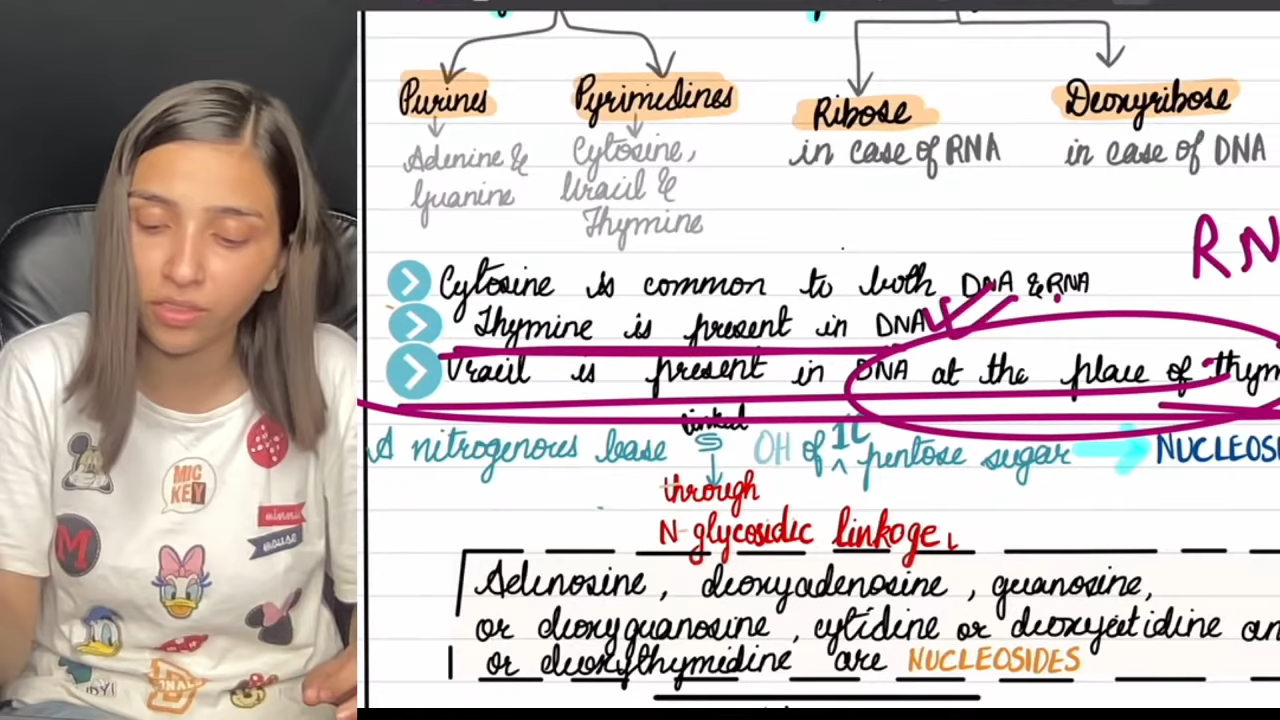 Purines
Pyrimedines
Ribose
Deoxyribose
Adenine &
Guanine
Cytosine,
Uracil &
Thymine
in case of RNA
in case of DNA
RN
Cytosine is common to both DNA & RNA
Thymine is present in DNA
Uracil is present in DNA at the place of thym
linked
A nitrogenous base
OH of 1C pentose sugar
NUCLEOSI
through
N-glycosidic linkage,
Adenosine, deoxyadenosine, guanosine,
or deoxyguanosine, cytidine or deoxycytidine an
or deoxythymidine are NUCLEOSIDES
MIC
KEY
M
minnie
mouse